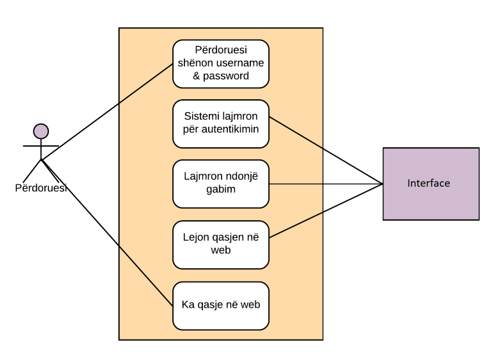 Përdoruesi
shënon username
& password
Sistemi lajmron
për autentikimin
Lajmron ndonjë
gabim
Lejon qasjen në
web
Ka qasje në web
Përdoruesi
Interface